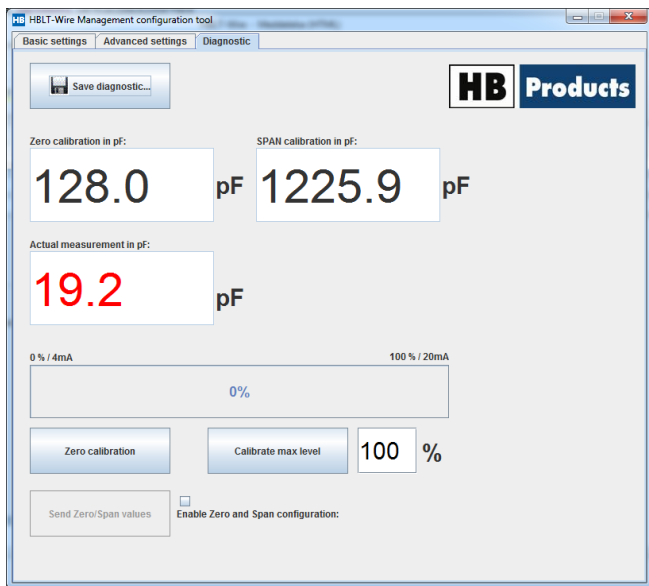 HB HBLT-Wire Management configuration tool
Basic settings Advanced settings Diagnostic
Save diagnostic...
HB Products
Zero calibration in pF: SPAN calibration in pF:
128.0 pF 1225.9 pF
Actual measurement in pF:
19.2 pF
0 % / 4mA 100 % / 20mA
0%
Zero calibration Calibrate max level 100 %
Send Zero/Span values Enable Zero and Span configuration: